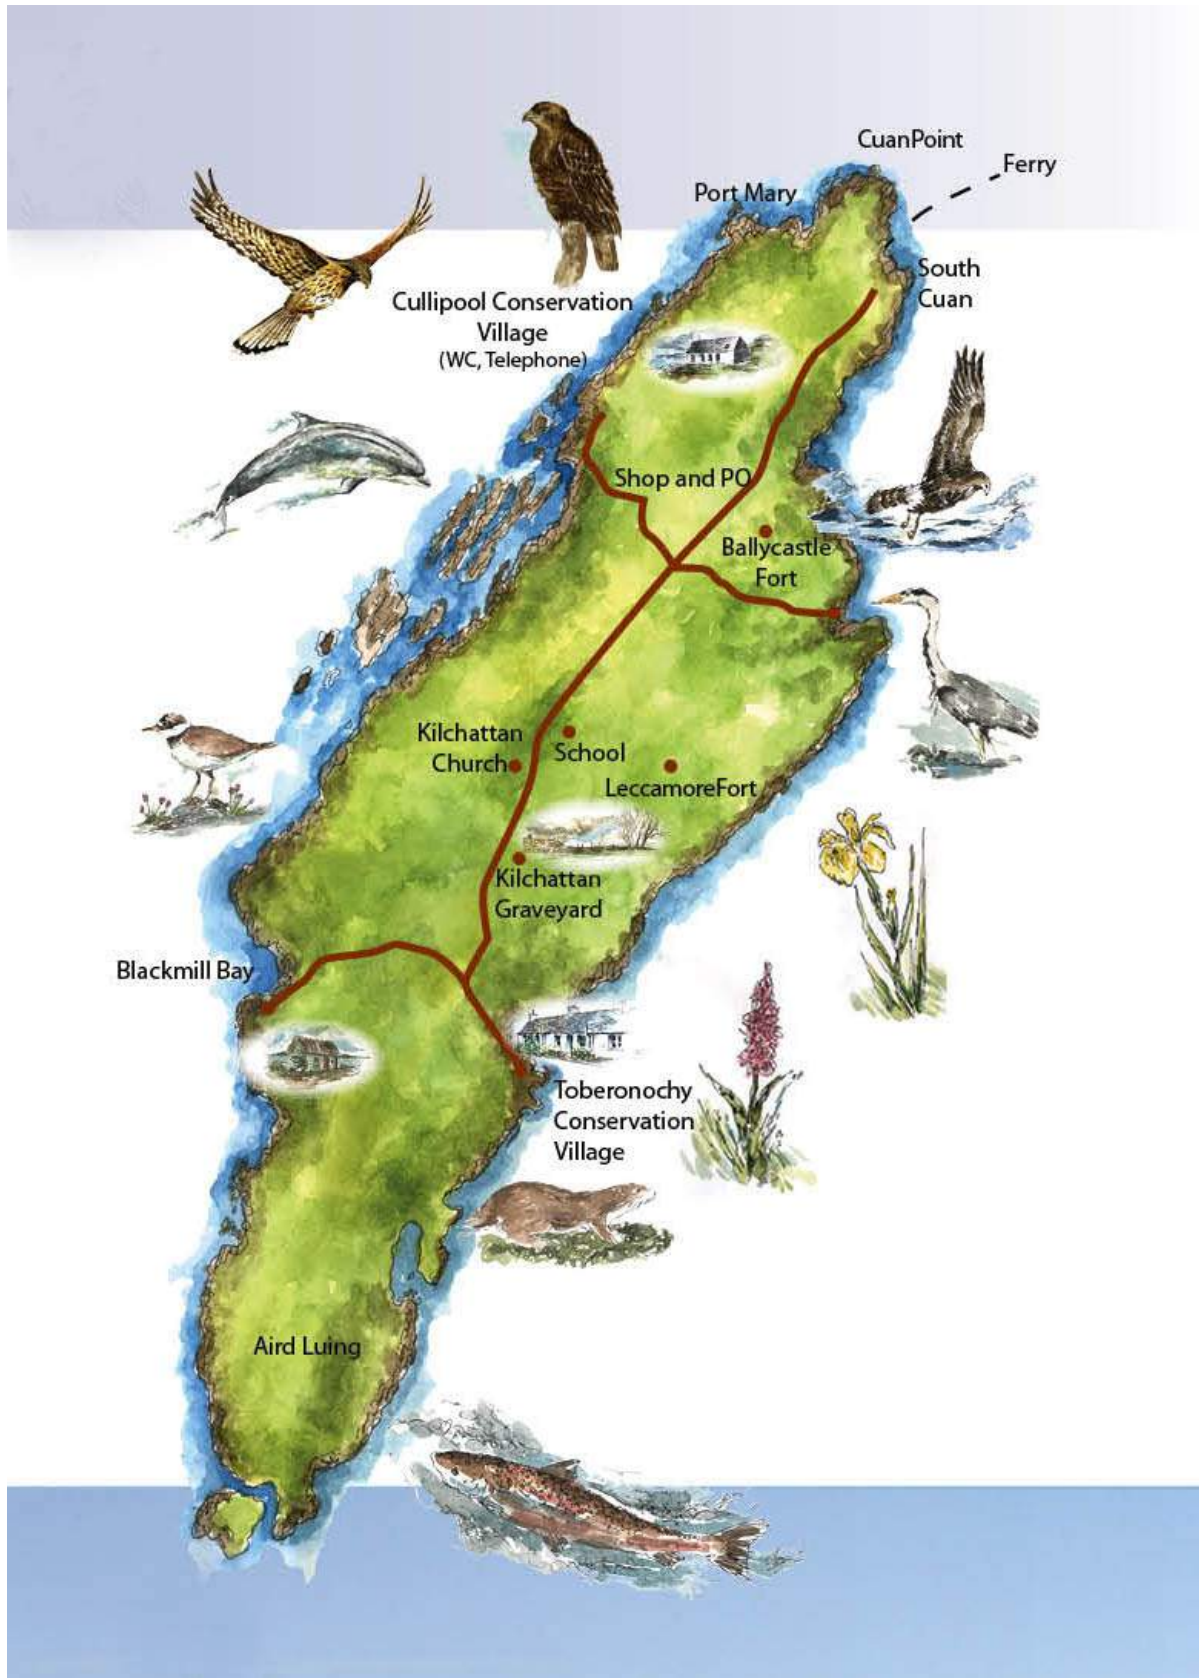 CuanPoint
Ferry
Port Mary
South
Cuan
Cullipool Conservation
Village
(WC, Telephone)
Shop and PO
Ballycastle
Fort
Kilchattan
Church
School
LeccamoreFort
Kilchattan
Graveyard
Blackmill Bay
Toberonochy
Conservation
Village
Aird Luing